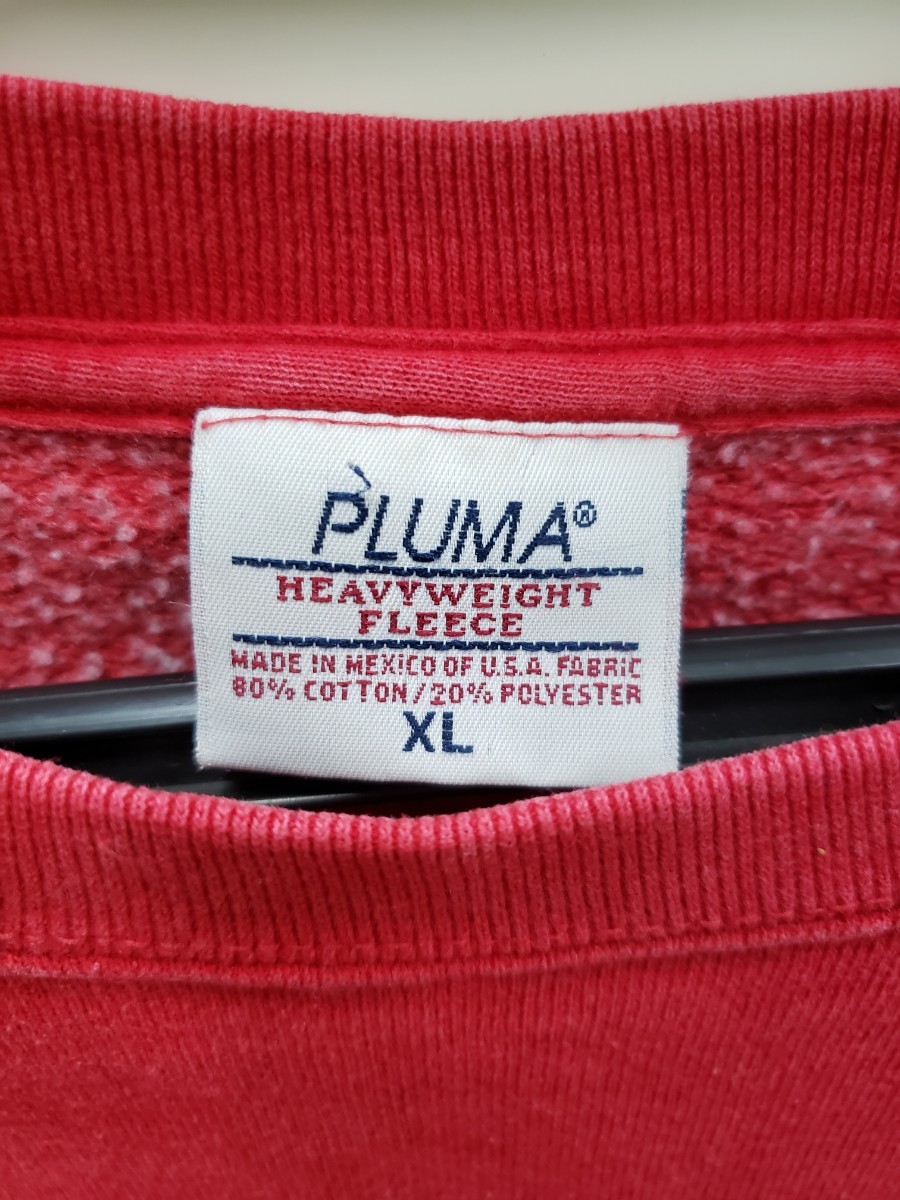 PLUMA®
HEAVYWEIGHT
FLEECE
MADE IN MEXICO OF U.S.A. FABRIC
80% COTTON/20% POLYESTER
XL